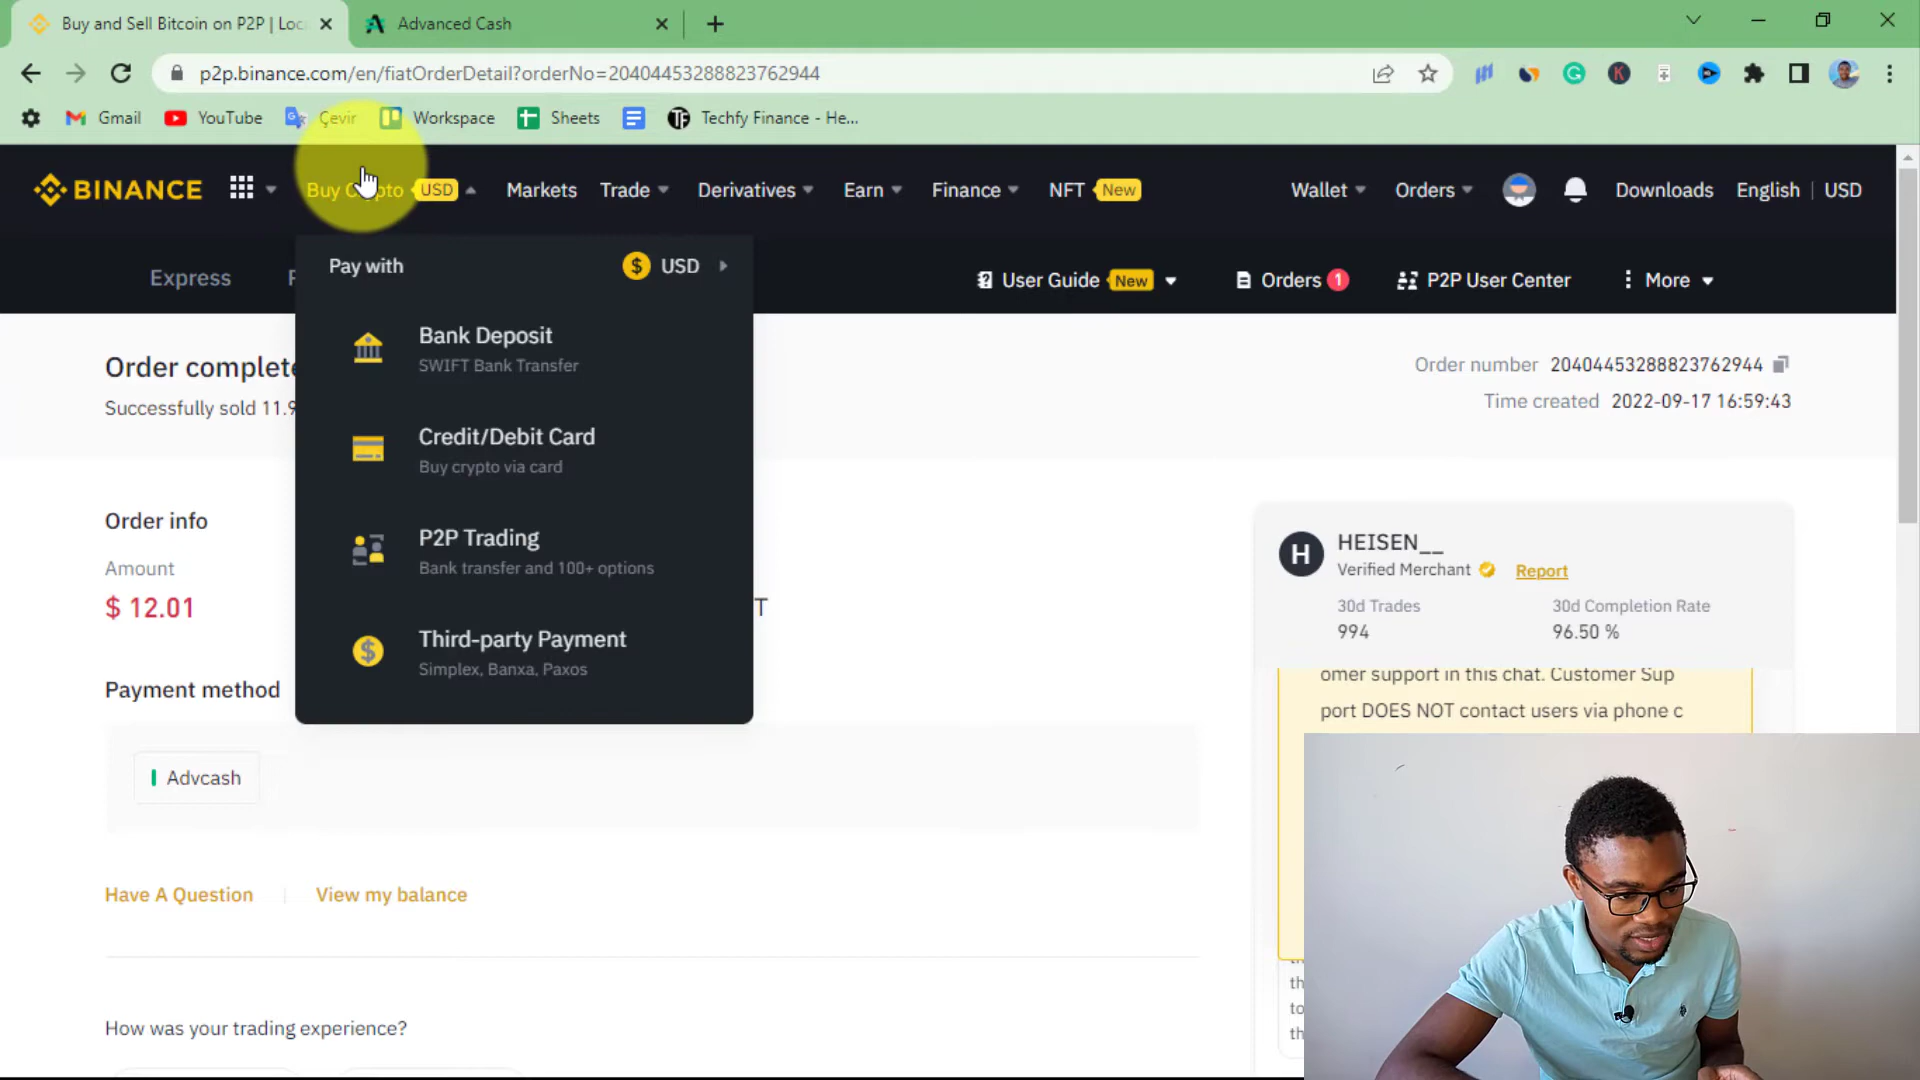 Buy and Sell Bitcoin on P2P | Loc
Advanced Cash
p2p.binance.com/en/fiatOrderDetail?orderNo=20404453288823762944
Gmail
YouTube
Çevir
Workspace
Sheets
Techfy Finance - He...
BINANCE
Buy Crypto USD
Markets
Trade
Derivatives
Earn
Finance
NFT New
Wallet
Orders
Downloads
English | USD
Express
User Guide New
Orders 1
P2P User Center
More
Pay with
USD
Bank Deposit
SWIFT Bank Transfer
Credit/Debit Card
Buy crypto via card
P2P Trading
Bank transfer and 100+ options
Third-party Payment
Simplex, Banxa, Paxos
Order complete
Successfully sold 11.9
Order number 20404453288823762944
Time created 2022-09-17 16:59:43
Order info
Amount
$ 12.01
T
Payment method
Advcash
Have A Question
View my balance
How was your trading experience?
H
HEISEN__
Verified Merchant
Report
30d Trades
994
30d Completion Rate
96.50 %
omer support in this chat. Customer Sup
port DOES NOT contact users via phone c
th
to
th